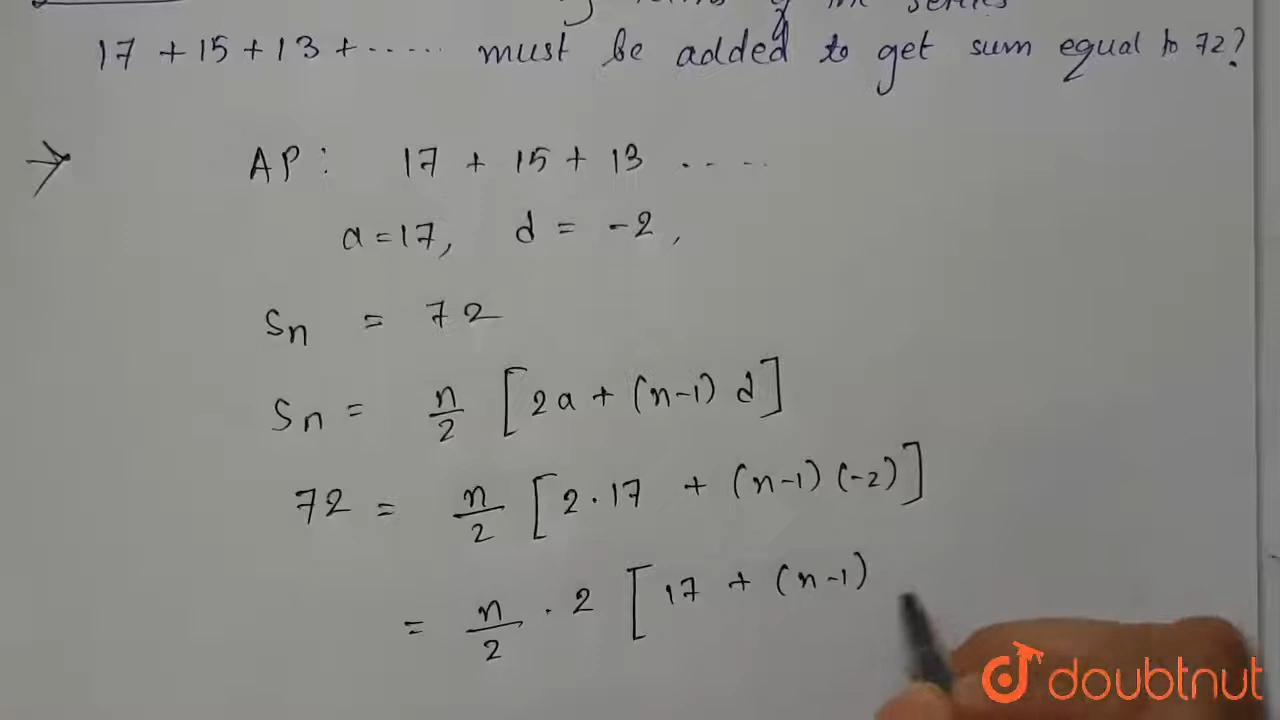 17 + 15 + 13 + ...... must be added to get sum equal to 72?
AP: 17 + 15 + 13 .....
a = 17, d = -2,
Sn = 72
Sn = n/2 [2a + (n-1) d]
72 = n/2 [2 · 17 + (n-1) (-2)]
= n/2 · 2 [17 + (n-1)
doubtnut